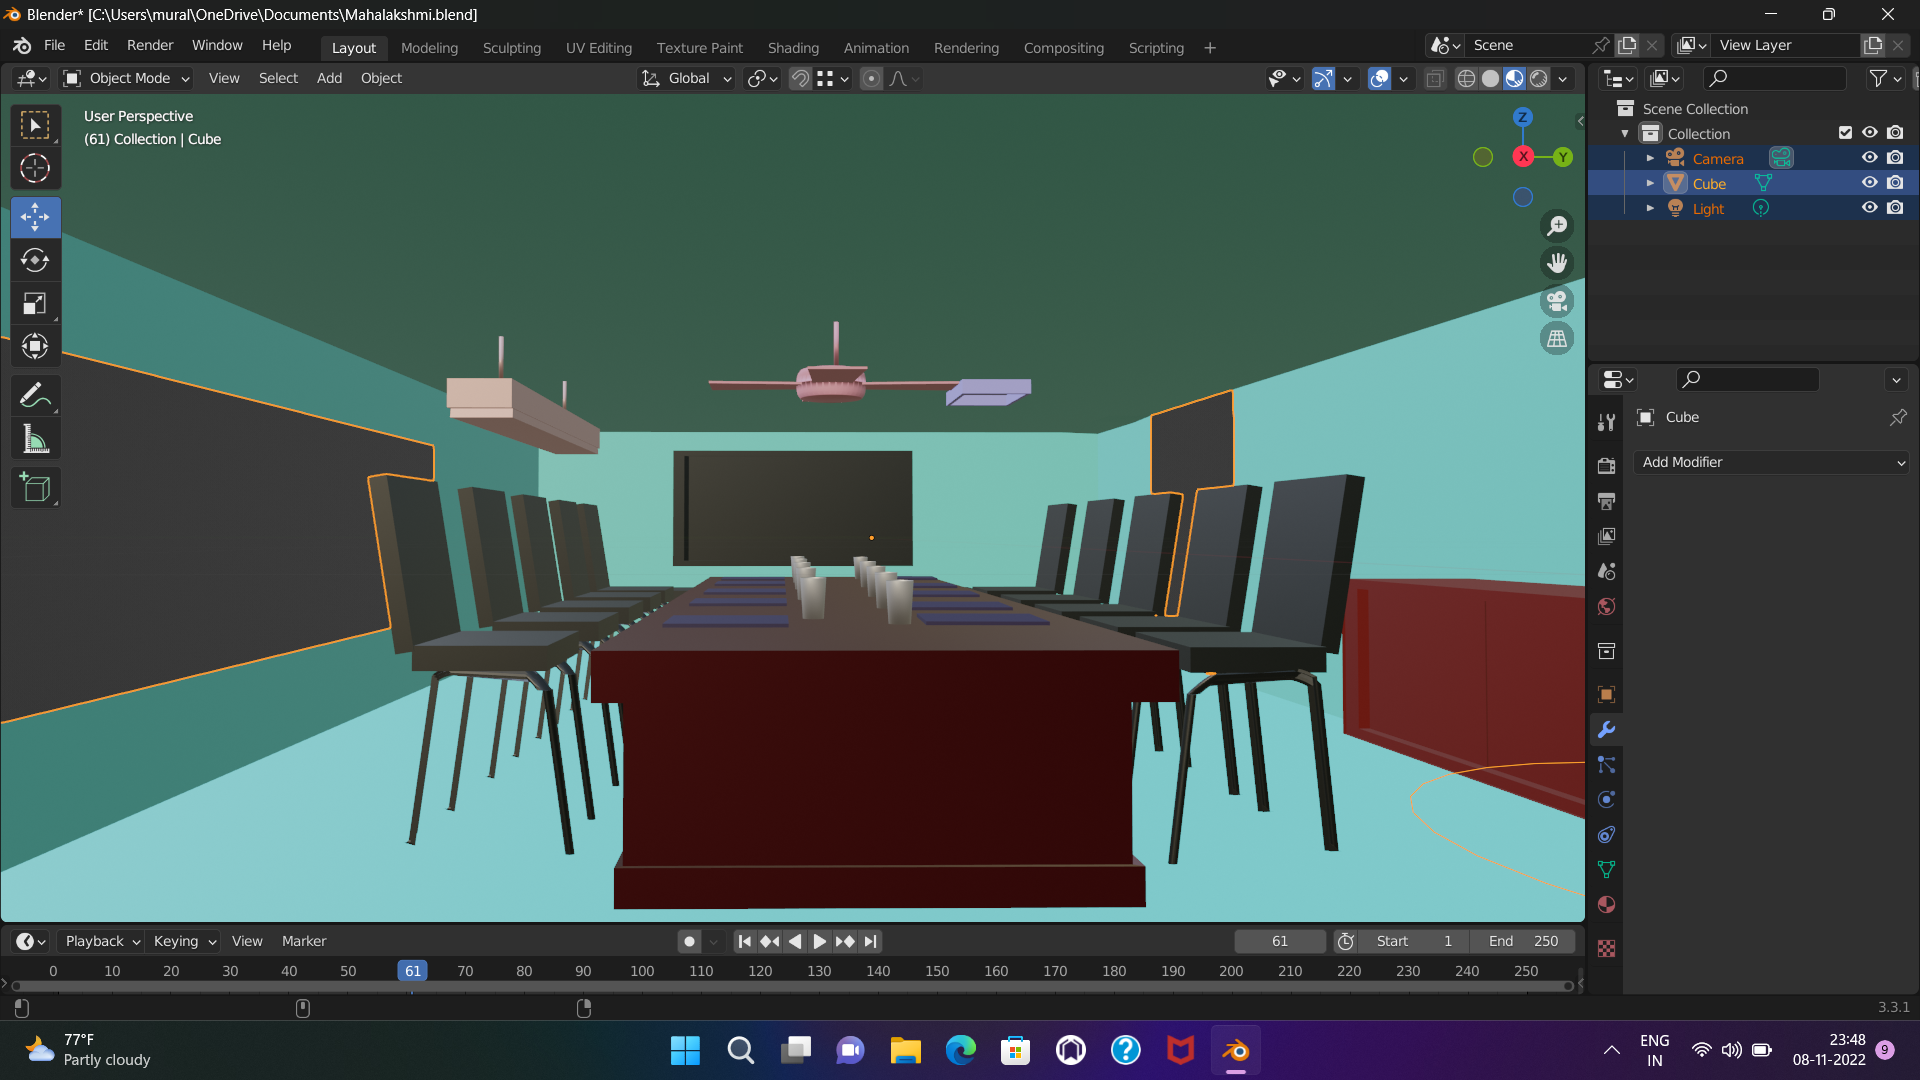 Blender* [C:\Users\mural\OneDrive\Documents\Mahalakshmi.blend]
File Edit Render Window Help Layout Modeling Sculpting UV Editing Texture Paint Shading Animation Rendering Compositing Scripting + Scene View Layer
Object Mode View Select Add Object Global
User Perspective
(61) Collection | Cube
Z
X
Y
Scene Collection
Collection
Camera
Cube
Light
Cube
Add Modifier
Playback Keying View Marker 61 Start 1 End 250
0 10 20 30 40 50 61 70 80 90 100 110 120 130 140 150 160 170 180 190 200 210 220 230 240 250
3.3.1
77°F
Partly cloudy
ENG
IN
23:48
08-11-2022
9